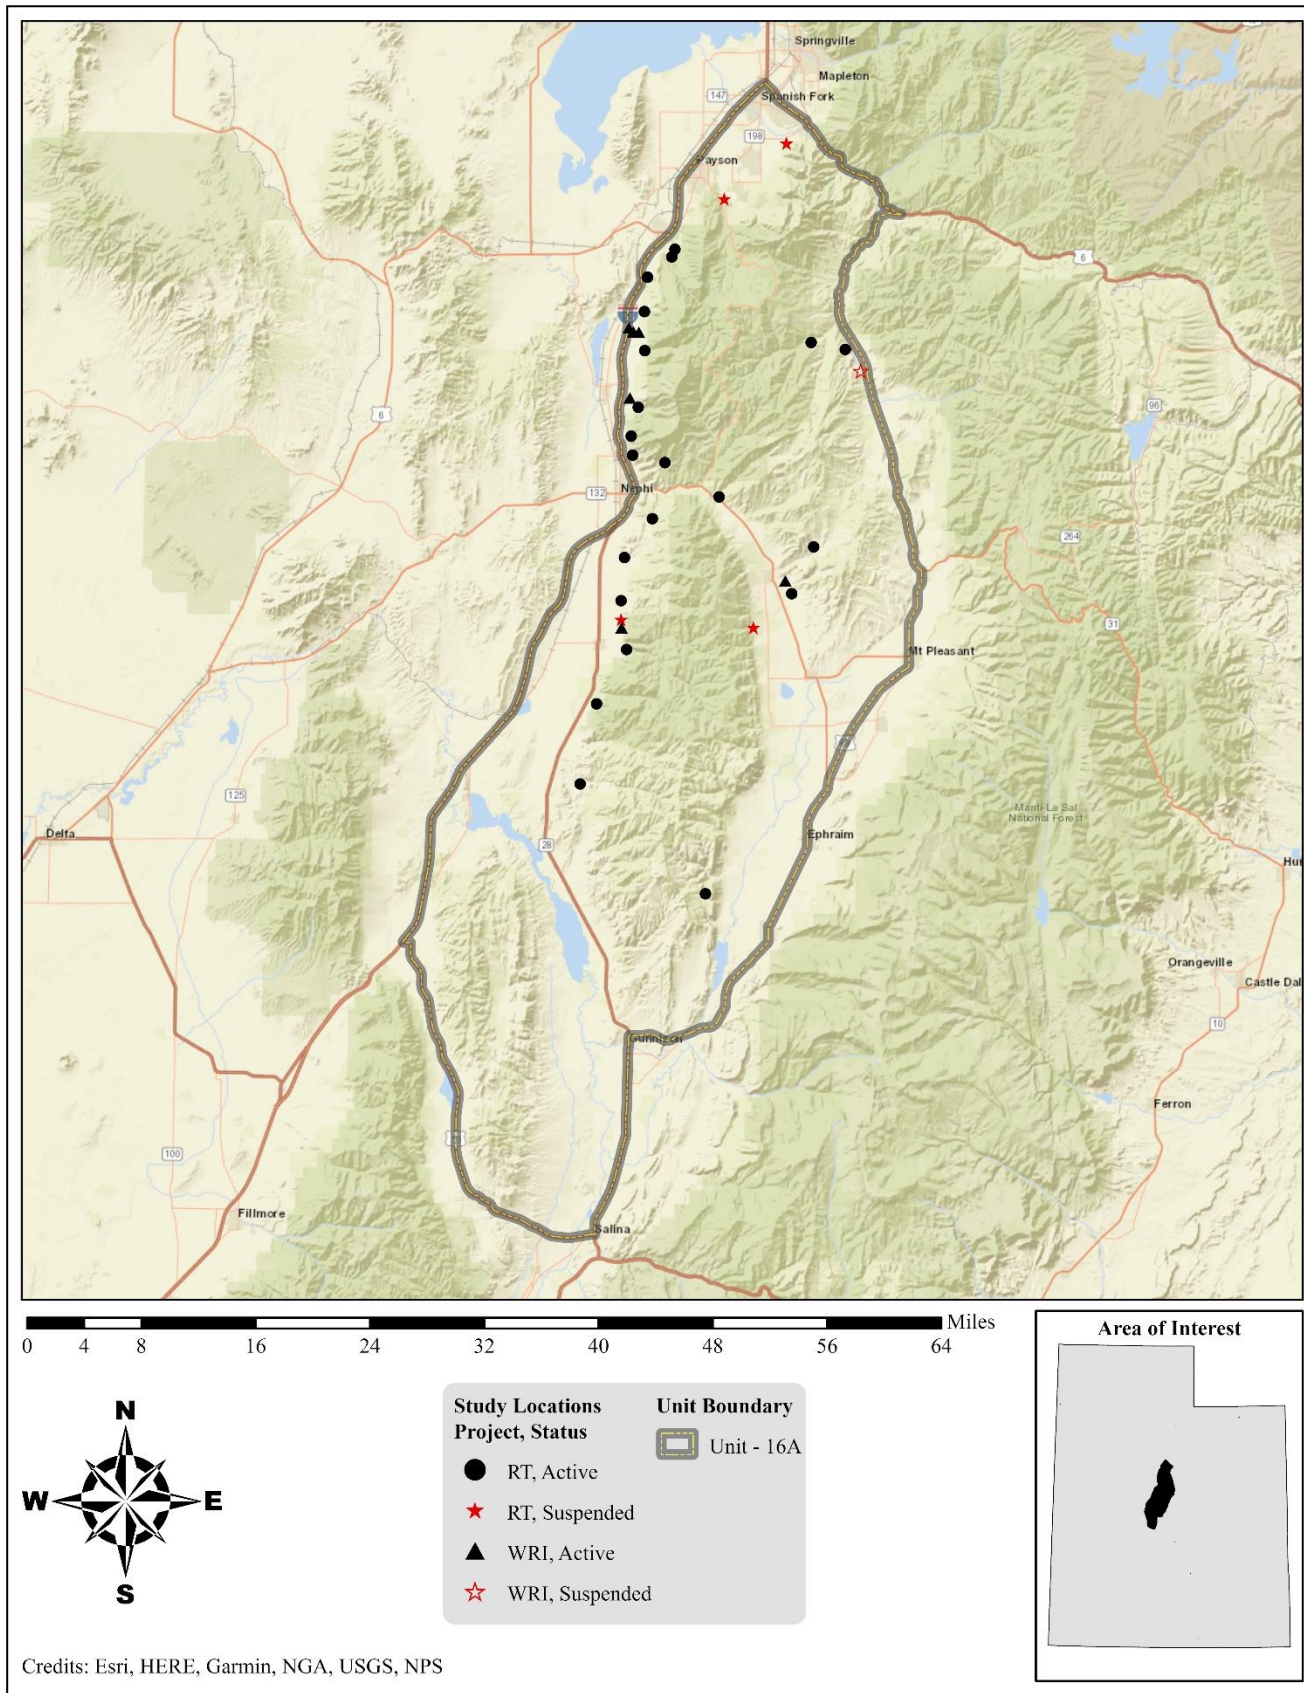 Springville
Mapleton
147
Spanish Fork
198
Payson
6
6
96
Nephi
132
264
31
Mt Pleasant
125
Manti-La Sal
National Forest
Delta
Ephraim
28
Hun
Orangeville
Castle Dal
10
Gunnison
Ferron
100
Fillmore
Salina
Miles
0 4 8 16 24 32 40 48 56 64
Area of Interest
N
W E
S
Study Locations
Project, Status
RT, Active
RT, Suspended
WRI, Active
WRI, Suspended
Unit Boundary
Unit - 16A
Credits: Esri, HERE, Garmin, NGA, USGS, NPS